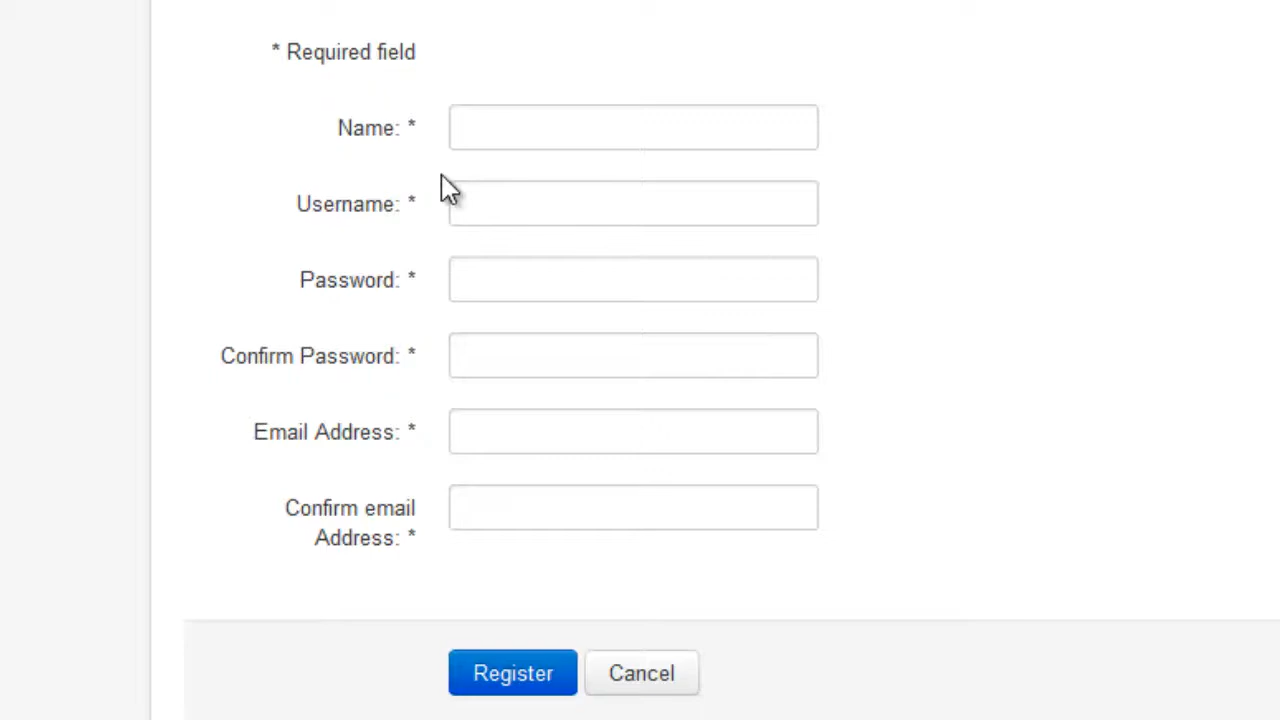 * Required field
Name: *
Username: *
Password: *
Confirm Password: *
Email Address: *
Confirm email
Address: *
Register Cancel